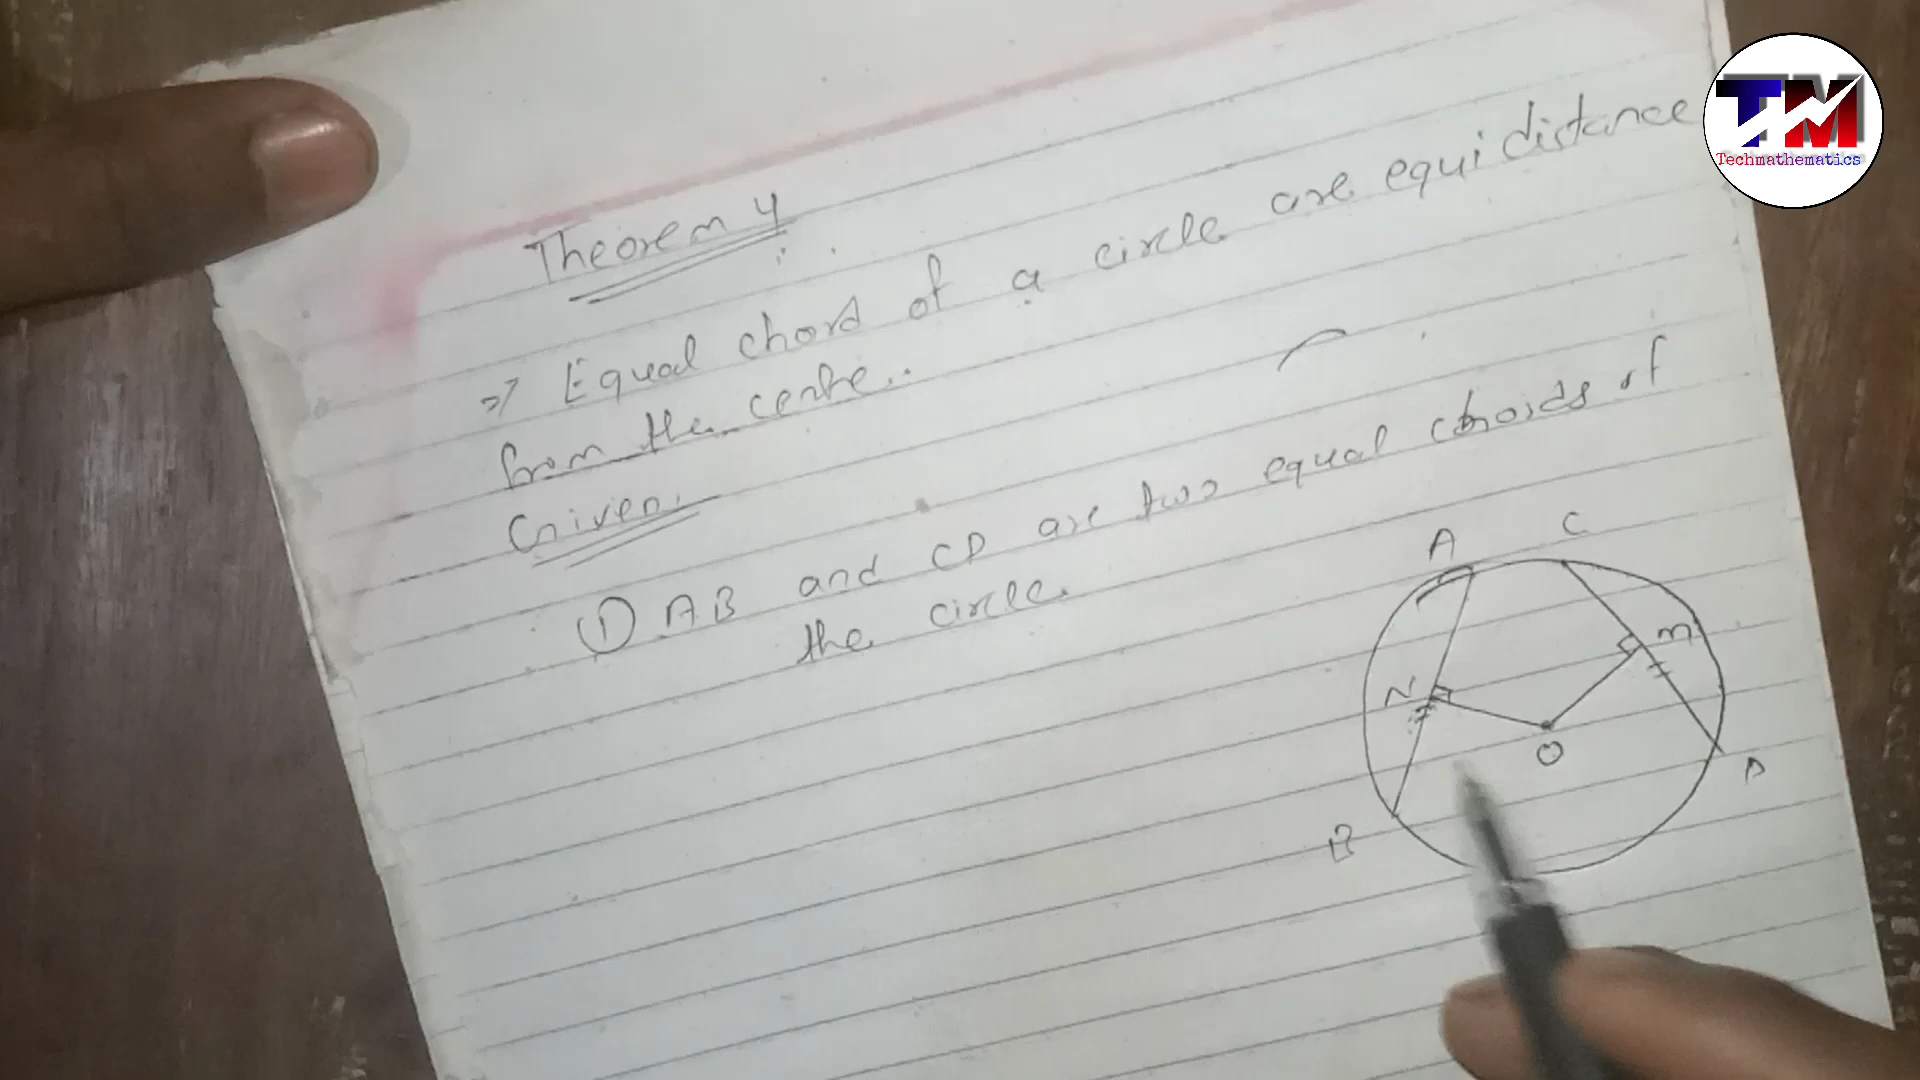 TM
Techmathematics
Theorem 4
⇒ Equal chord of a circle are equidistance
from the centre.
Given:
① AB and CD are two equal chords of
the circle.
A C
N M
O
B D